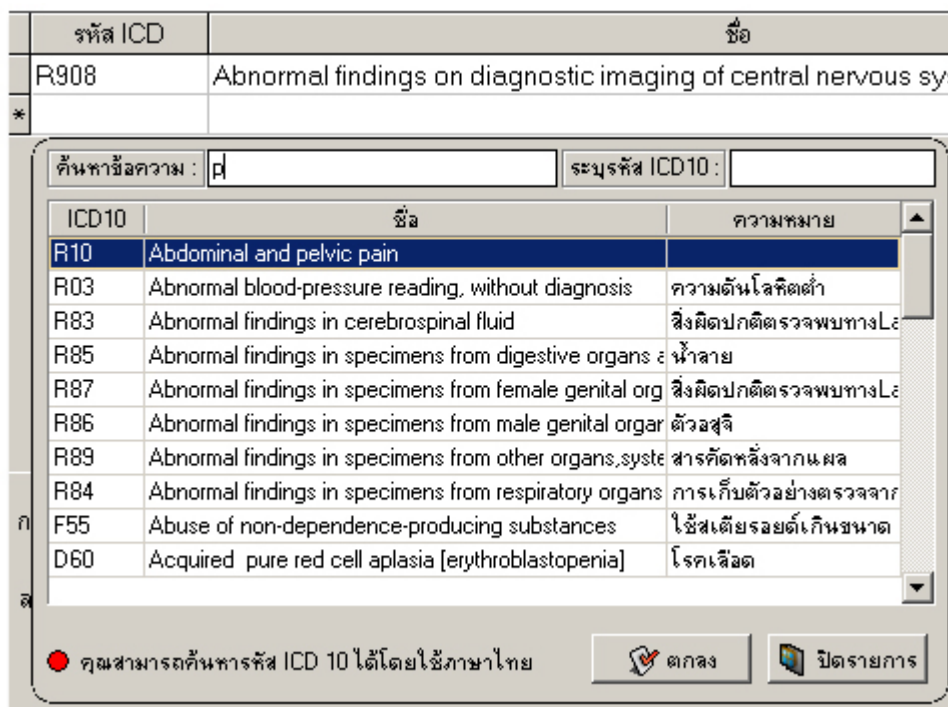 รหัส ICD ชื่อ
R908 Abnormal findings on diagnostic imaging of central nervous sy
*
ค้นหาข้อความ : p ระบุรหัส ICD10 :
ICD10 ชื่อ ความหมาย
R10 Abdominal and pelvic pain
R03 Abnormal blood-pressure reading, without diagnosis ความดันโลหิตต่ำ
R83 Abnormal findings in cerebrospinal fluid สิ่งผิดปกติตรวจพบทางLa
R85 Abnormal findings in specimens from digestive organs a น้ำลาย
R87 Abnormal findings in specimens from female genital org สิ่งผิดปกติตรวจพบทางLa
R86 Abnormal findings in specimens from male genital organ ตัวอสุจิ
R89 Abnormal findings in specimens from other organs,syste สารคัดหลั่งจากแผล
R84 Abnormal findings in specimens from respiratory organs การเก็บตัวอย่างตรวจจาก
F55 Abuse of non-dependence-producing substances ใช้สเตียรอยด์เกินขนาด
D60 Acquired pure red cell aplasia [erythroblastopenia] โรคเลือด
ก
ล
คุณสามารถค้นหารหัส ICD 10 ได้โดยใช้ภาษาไทย ตกลง ปิดรายการ